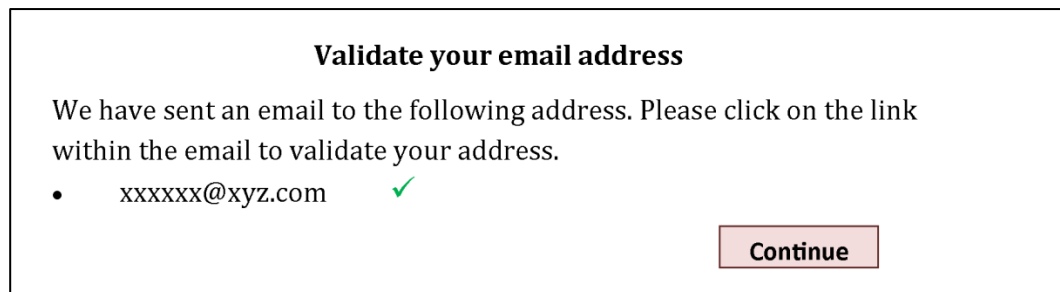 Validate your email address
We have sent an email to the following address. Please click on the link
within the email to validate your address.
• xxxxxx@xyz.com ✓
Continue